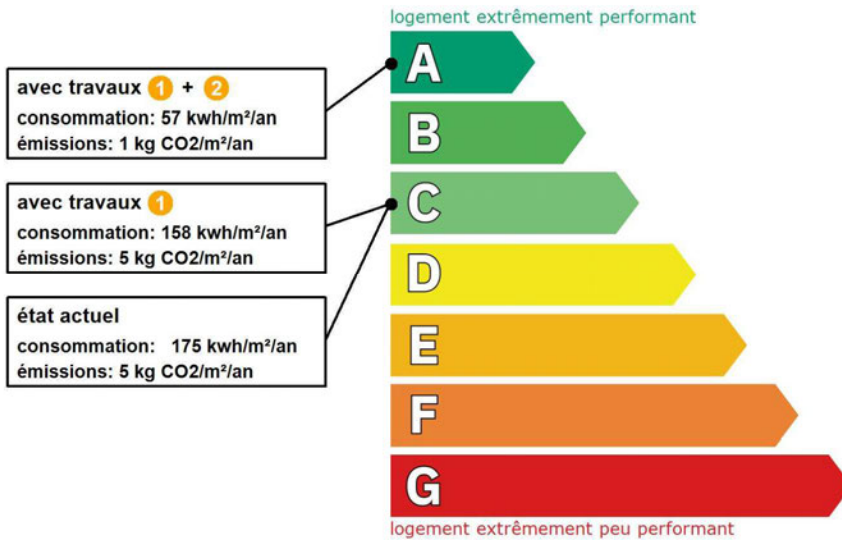 logement extrêmement performant
avec travaux 1 + 2
consommation: 57 kwh/m²/an
émissions: 1 kg CO2/m²/an
avec travaux 1
consommation: 158 kwh/m²/an
émissions: 5 kg CO2/m²/an
état actuel
consommation: 175 kwh/m²/an
émissions: 5 kg CO2/m²/an
A
B
C
D
E
F
G
logement extrêmement peu performant